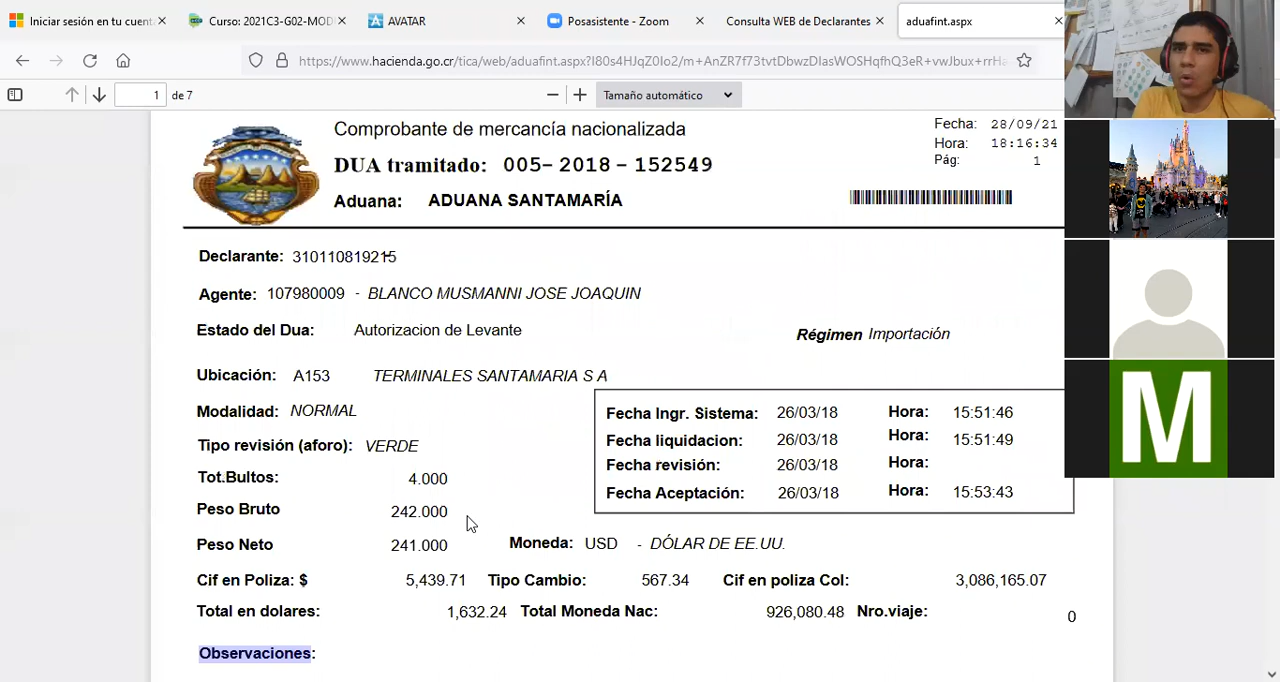 Iniciar sesión en tu cuent
Curso: 2021C3-G02-MOD
AVATAR
Posasistente - Zoom
Consulta WEB de Declarantes
aduafint.aspx
https://www.hacienda.go.cr/tica/web/aduafint.aspx?
1 de 7
Tamaño automático
Comprobante de mercancía nacionalizada
Fecha: 28/09/21
Hora: 18:16:34
Pág: 1
DUA tramitado: 005- 2018 - 152549
Aduana: ADUANA SANTAMARÍA
Declarante: 310110819215
Agente: 107980009 - BLANCO MUSMANNI JOSE JOAQUIN
Estado del Dua: Autorizacion de Levante
Régimen Importación
Ubicación: A153 TERMINALES SANTAMARIA S A
Modalidad: NORMAL
Fecha Ingr. Sistema: 26/03/18 Hora: 15:51:46
Fecha liquidacion: 26/03/18 Hora: 15:51:49
Tipo revisión (aforo): VERDE
Fecha revisión: 26/03/18 Hora:
Tot.Bultos: 4.000
Fecha Aceptación: 26/03/18 Hora: 15:53:43
Peso Bruto 242.000
Peso Neto 241.000
Moneda: USD - DÓLAR DE EE.UU.
Cif en Poliza: $ 5,439.71 Tipo Cambio: 567.34 Cif en poliza Col: 3,086,165.07
Total en dolares: 1,632.24 Total Moneda Nac: 926,080.48 Nro.viaje: 0
Observaciones:
M